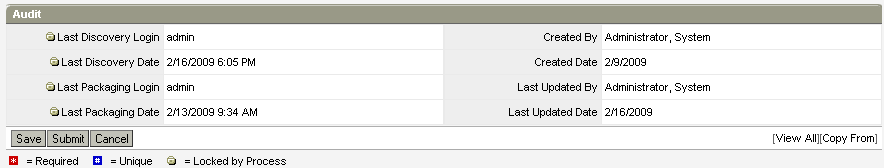 Audit
Last Discovery Login admin Created By Administrator, System
Last Discovery Date 2/16/2009 6:05 PM Created Date 2/9/2009
Last Packaging Login admin Last Updated By Administrator, System
Last Packaging Date 2/13/2009 9:34 AM Last Updated Date 2/16/2009
Save Submit Cancel [View All][Copy From]
* = Required # = Unique = Locked by Process